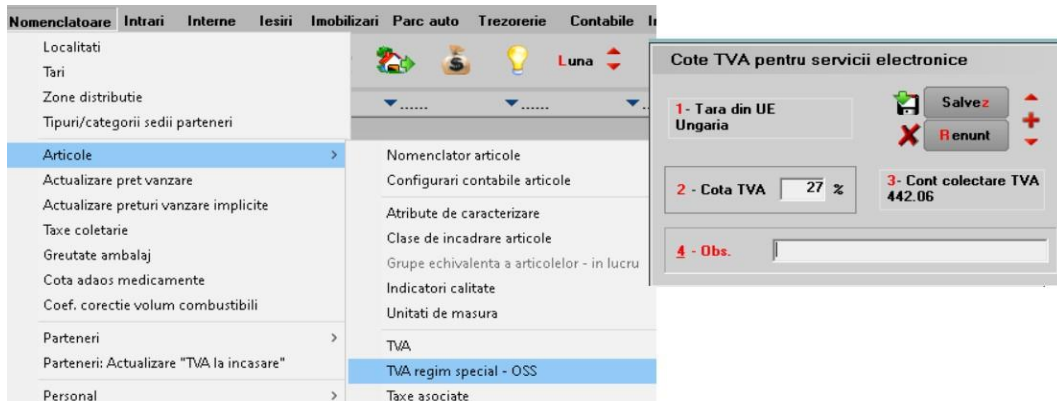 Nomenclatoare Intrari Interne Iesiri Imobilizari Parc auto Trezorerie Contabile
Localitati
Tari
Zone distributie
Tipuri/categorii sedii parteneri
Articole >
Actualizare pret vanzare
Actualizare preturi vanzare implicite
Taxe coletarie
Greutate ambalaj
Cota adaos medicamente
Coef. corectie volum combustibili
Parteneri >
Parteneri: Actualizare "TVA la incasare"
Personal >
$
Luna
...... ......
Nomenclator articole
Configurari contabile articole
Atribute de caracterizare
Clase de incadrare articole
Grupe echivalenta a articolelor - in lucru
Indicatori calitate
Unitati de masura
TVA
TVA regim special - OSS
Taxe asociate
Cote TVA pentru servicii electronice
1- Tara din UE
Ungaria
Salvez
Renunt
2 - Cota TVA 27 %
3- Cont colectare TVA
442.06
4 - Obs.